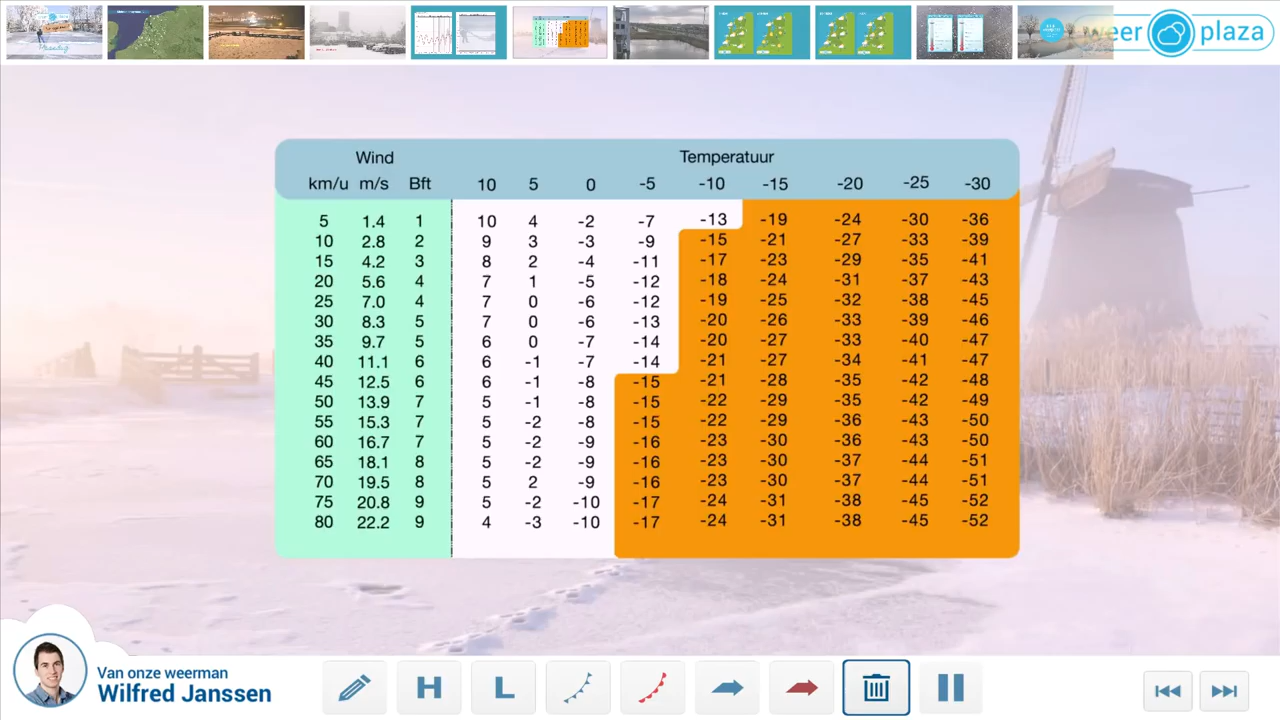 weer plaza
Wind Temperatuur
km/u m/s Bft 10 5 0 -5 -10 -15 -20 -25 -30
5 1.4 1 10 4 -2 -7 -13 -19 -24 -30 -36
10 2.8 2 9 3 -3 -9 -15 -21 -27 -33 -39
15 4.2 3 8 2 -4 -11 -17 -23 -29 -35 -41
20 5.6 4 7 1 -5 -12 -18 -24 -31 -37 -43
25 7.0 4 7 0 -6 -12 -19 -25 -32 -38 -45
30 8.3 5 7 0 -6 -13 -20 -26 -33 -39 -46
35 9.7 5 6 0 -7 -14 -20 -27 -33 -40 -47
40 11.1 6 6 -1 -7 -14 -21 -27 -34 -41 -47
45 12.5 6 6 -1 -8 -15 -21 -28 -35 -42 -48
50 13.9 7 5 -1 -8 -15 -22 -29 -35 -42 -49
55 15.3 7 5 -2 -8 -15 -22 -29 -36 -43 -50
60 16.7 7 5 -2 -9 -16 -23 -30 -36 -43 -50
65 18.1 8 5 -2 -9 -16 -23 -30 -37 -44 -51
70 19.5 8 5 2 -9 -16 -23 -30 -37 -44 -51
75 20.8 9 5 -2 -10 -17 -24 -31 -38 -45 -52
80 22.2 9 4 -3 -10 -17 -24 -31 -38 -45 -52
Van onze weerman
Wilfred Janssen
H L